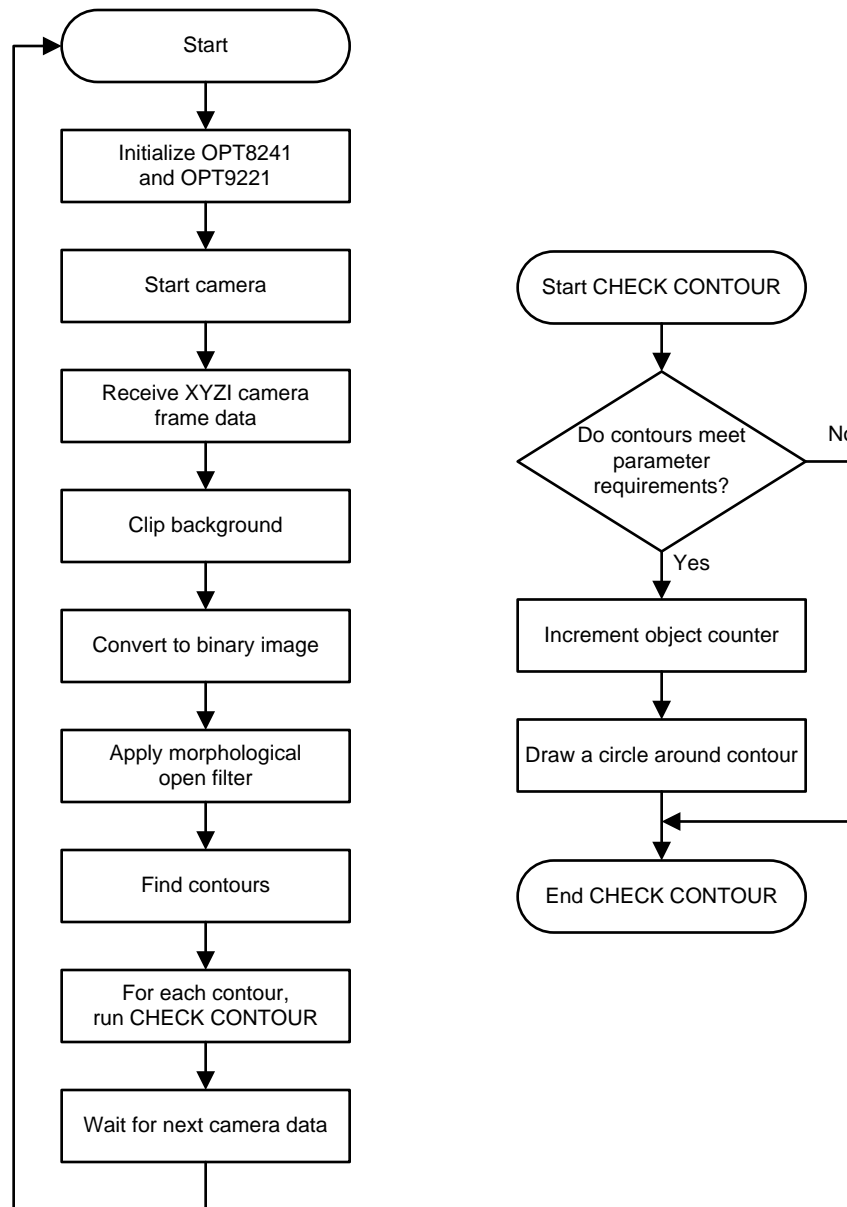 Start
Initialize OPT8241
and OPT9221
Start camera
Receive XYZI camera
frame data
Clip background
Convert to binary image
Apply morphological
open filter
Find contours
For each contour,
run CHECK CONTOUR
Wait for next camera data
Start CHECK CONTOUR
Do contours meet
parameter
requirements?
No
Yes
Increment object counter
Draw a circle around contour
End CHECK CONTOUR